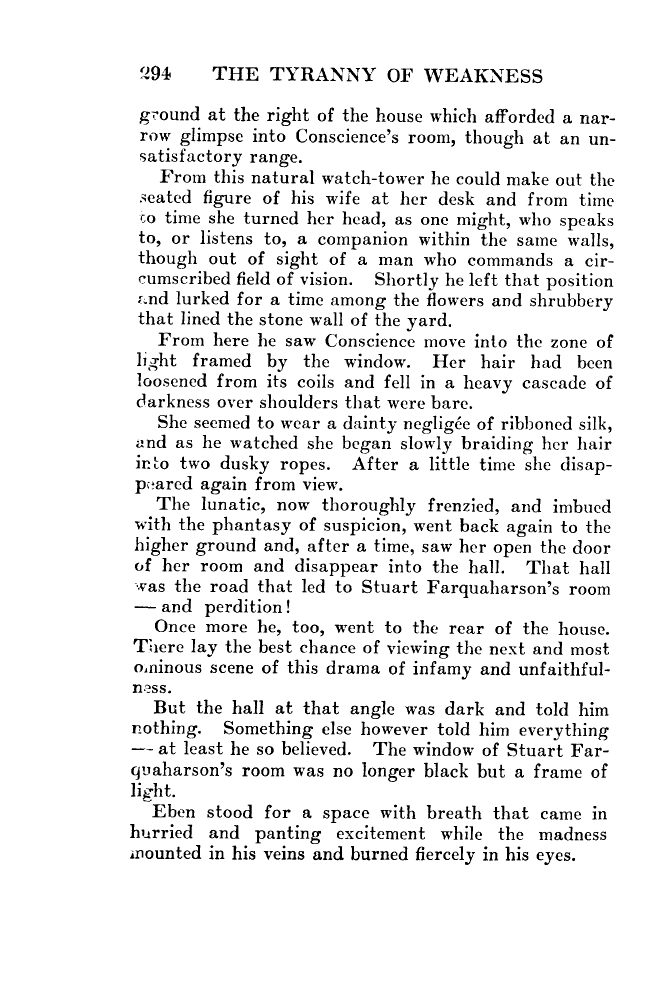 294 THE TYRANNY OF WEAKNESS
ground at the right of the house which afforded a nar-
row glimpse into Conscience's room, though at an un-
satisfactory range.
From this natural watch-tower he could make out the
seated figure of his wife at her desk and from time
to time she turned her head, as one might, who speaks
to, or listens to, a companion within the same walls,
though out of sight of a man who commands a cir-
cumscribed field of vision. Shortly he left that position
and lurked for a time among the flowers and shrubbery
that lined the stone wall of the yard.
From here he saw Conscience move into the zone of
light framed by the window. Her hair had been
loosened from its coils and fell in a heavy cascade of
darkness over shoulders that were bare.
She seemed to wear a dainty negligée of ribboned silk,
and as he watched she began slowly braiding her hair
into two dusky ropes. After a little time she disap-
peared again from view.
The lunatic, now thoroughly frenzied, and imbued
with the phantasy of suspicion, went back again to the
higher ground and, after a time, saw her open the door
of her room and disappear into the hall. That hall
was the road that led to Stuart Farquaharson's room
— and perdition!
Once more he, too, went to the rear of the house.
There lay the best chance of viewing the next and most
ominous scene of this drama of infamy and unfaithful-
ness.
But the hall at that angle was dark and told him
nothing. Something else however told him everything
— at least he so believed. The window of Stuart Far-
quaharson's room was no longer black but a frame of
light.
Eben stood for a space with breath that came in
hurried and panting excitement while the madness
mounted in his veins and burned fiercely in his eyes.